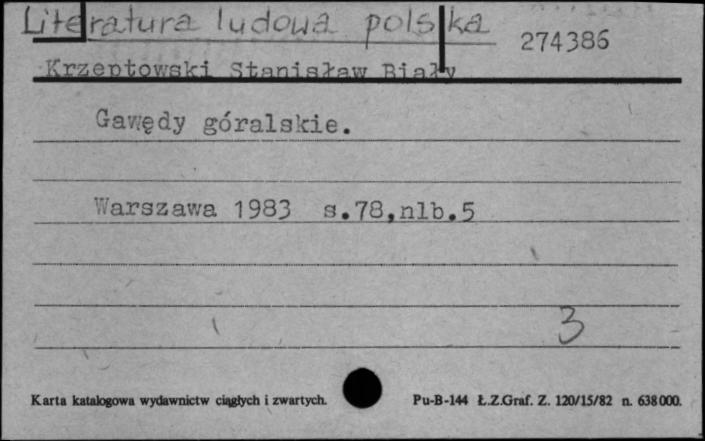 Literatura ludowa polska 274386
Krzeptowski Stanisław Biały
Gawędy góralskie.
Warszawa 1983 s.78,nlb.5
3
Karta katalogowa wydawnictw ciągłych i zwartych. Pu-B-144 Ł.Z.Graf. Z. 120/15/82 n. 638000.